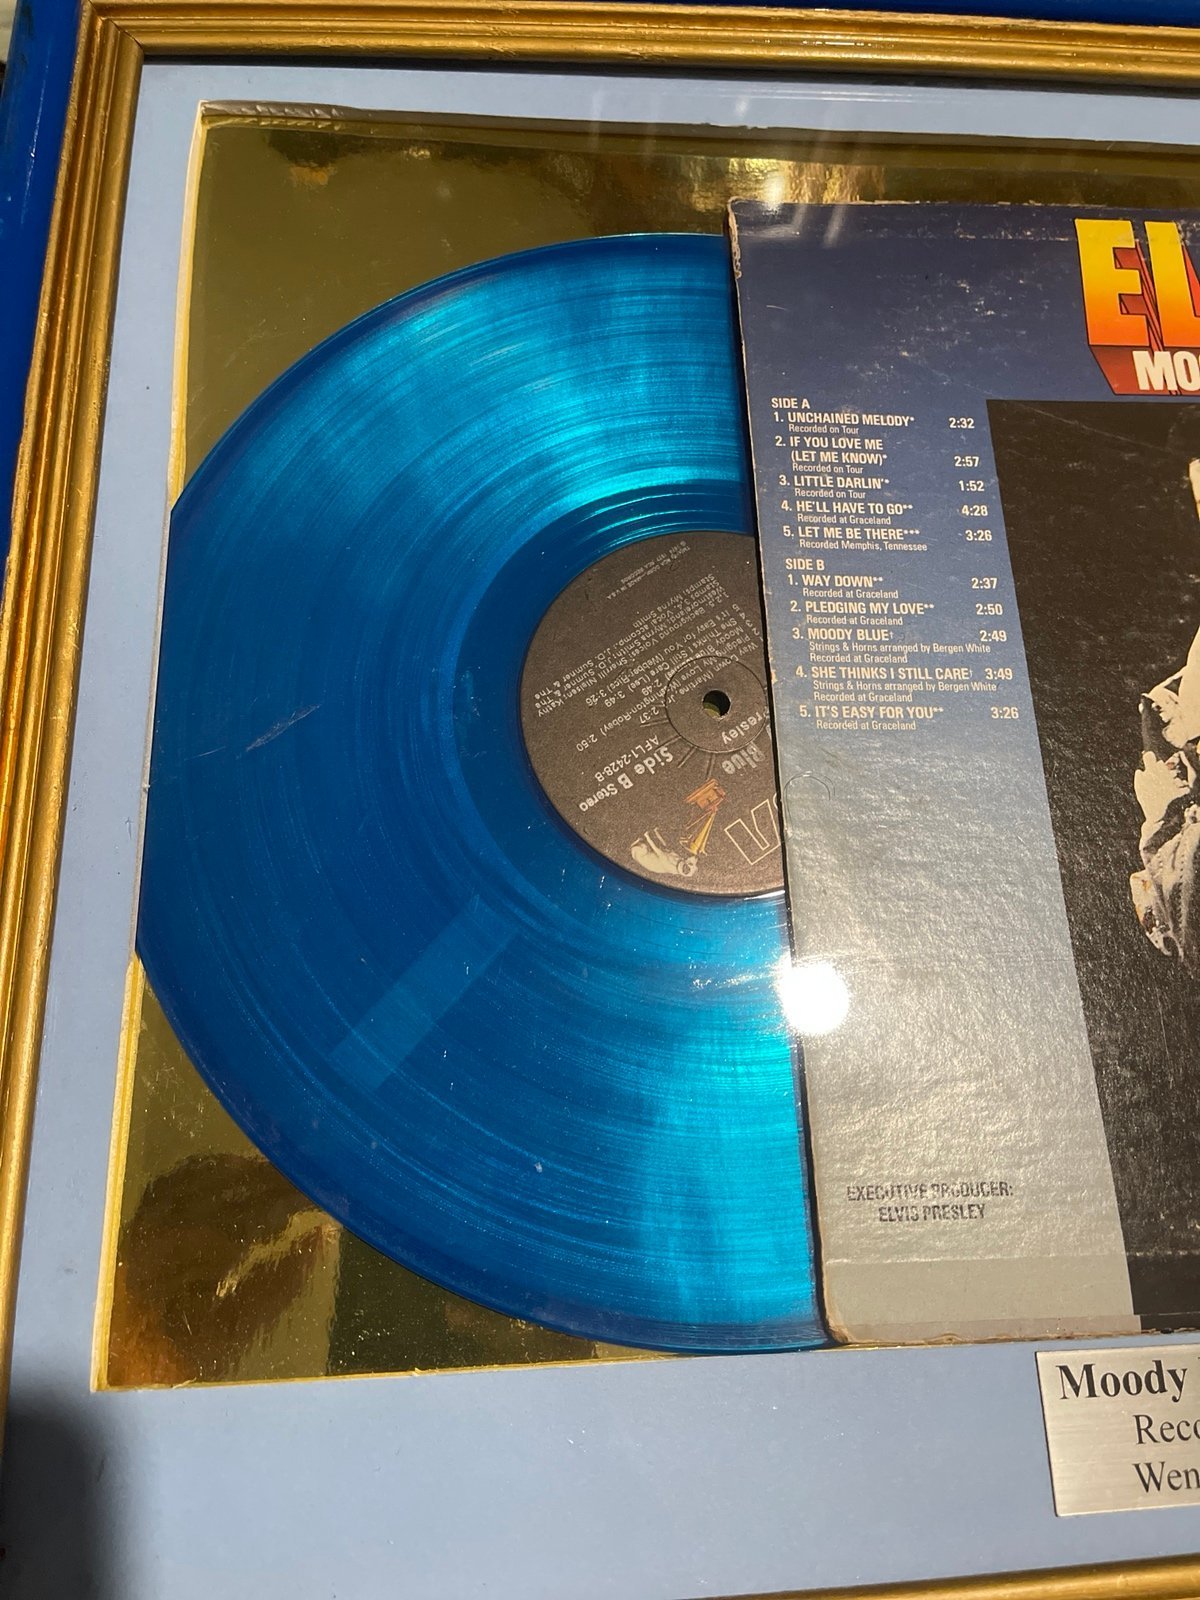 EL
MO
SIDE A
1. UNCHAINED MELODY* 2:32
Recorded on Tour
2. IF YOU LOVE ME
(LET ME KNOW)* 2:57
Recorded on Tour
3. LITTLE DARLIN'* 1:52
Recorded on Tour
4. HE'LL HAVE TO GO** 4:28
Recorded at Graceland
5. LET ME BE THERE*** 3:26
Recorded Memphis, Tennessee
SIDE B
1. WAY DOWN** 2:37
Recorded at Graceland
2. PLEDGING MY LOVE** 2:50
Recorded at Graceland
3. MOODY BLUE† 2:49
Strings & Horns arranged by Bergen White
Recorded at Graceland
4. SHE THINKS I STILL CARE† 3:49
Strings & Horns arranged by Bergen White
Recorded at Graceland
5. IT'S EASY FOR YOU** 3:26
Recorded at Graceland
EXECUTIVE PRODUCER:
ELVIS PRESLEY
resley
Blue
Side B Stereo
AFL1-2428-B
Moody
Reco
Wen